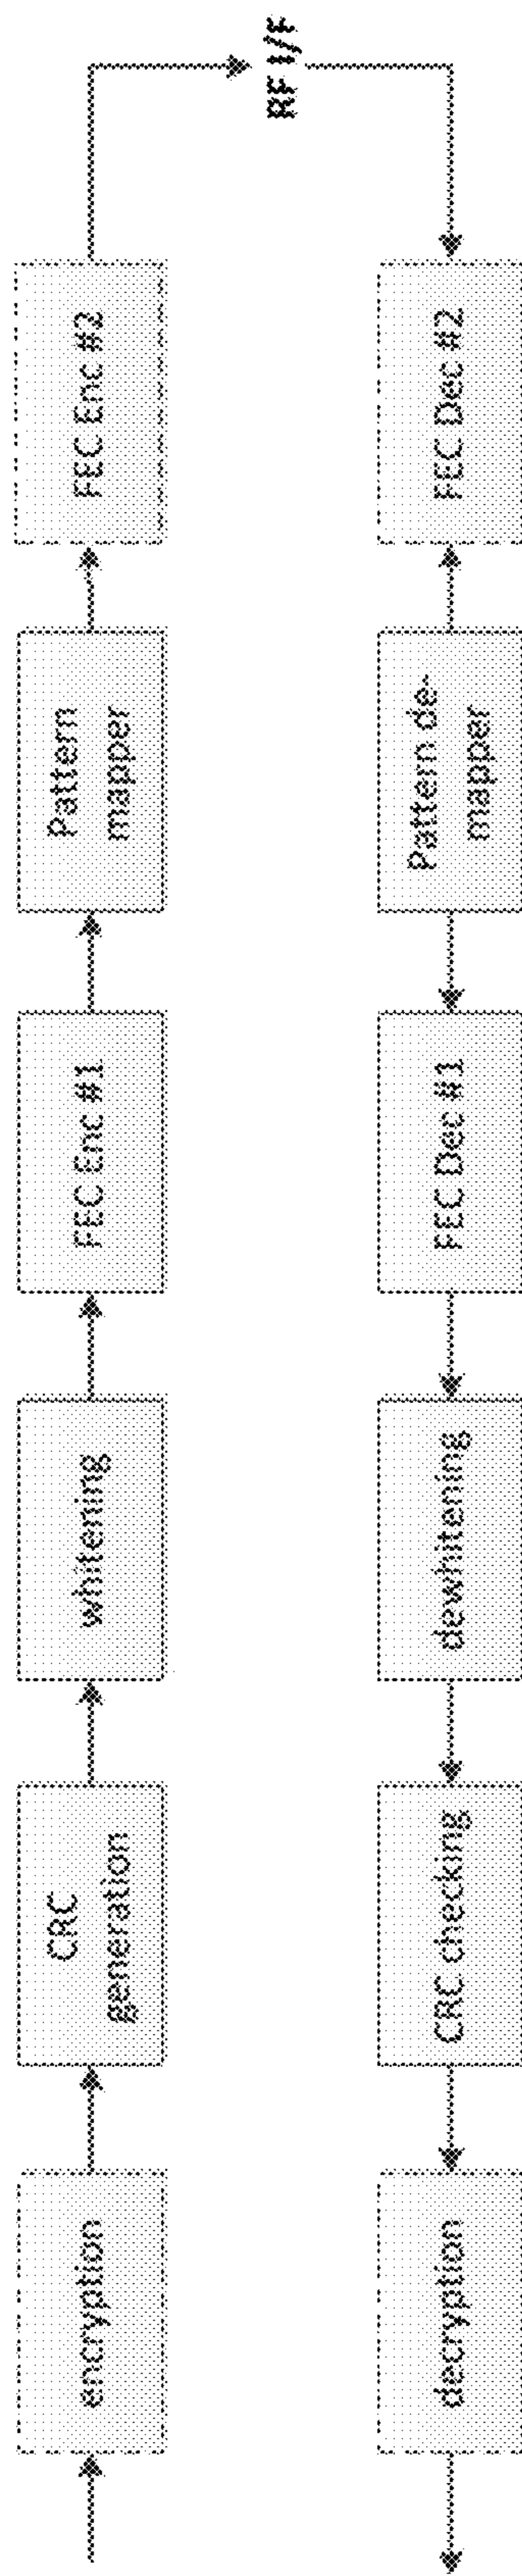 encryption
CRC
generation
whitening
FEC Enc #1
Pattern
mapper
FEC Enc #2
RF I/F
decryption
CRC checking
dewhitening
FEC Dec #1
Pattern de-
mapper
FEC Dec #2